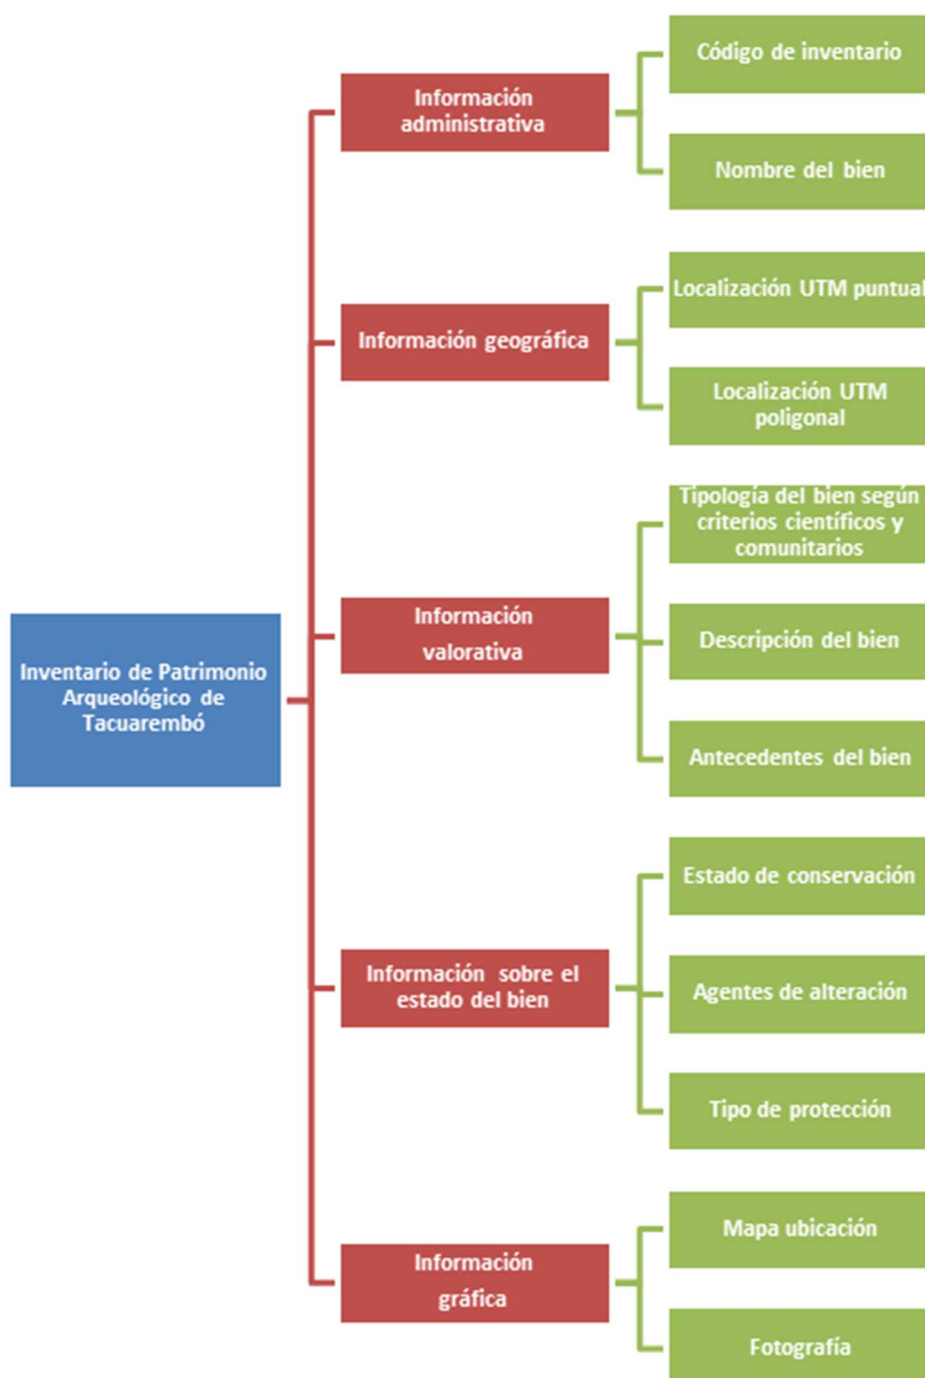 Inventario de Patrimonio
Arqueológico de
Tacuarembó
Información
administrativa
Código de inventario
Nombre del bien
Información geográfica
Localización UTM puntual
Localización UTM
poligonal
Información
valorativa
Tipología del bien según
criterios científicos y
comunitarios
Descripción del bien
Antecedentes del bien
Información sobre el
estado del bien
Estado de conservación
Agentes de alteración
Tipo de protección
Información
gráfica
Mapa ubicación
Fotografía